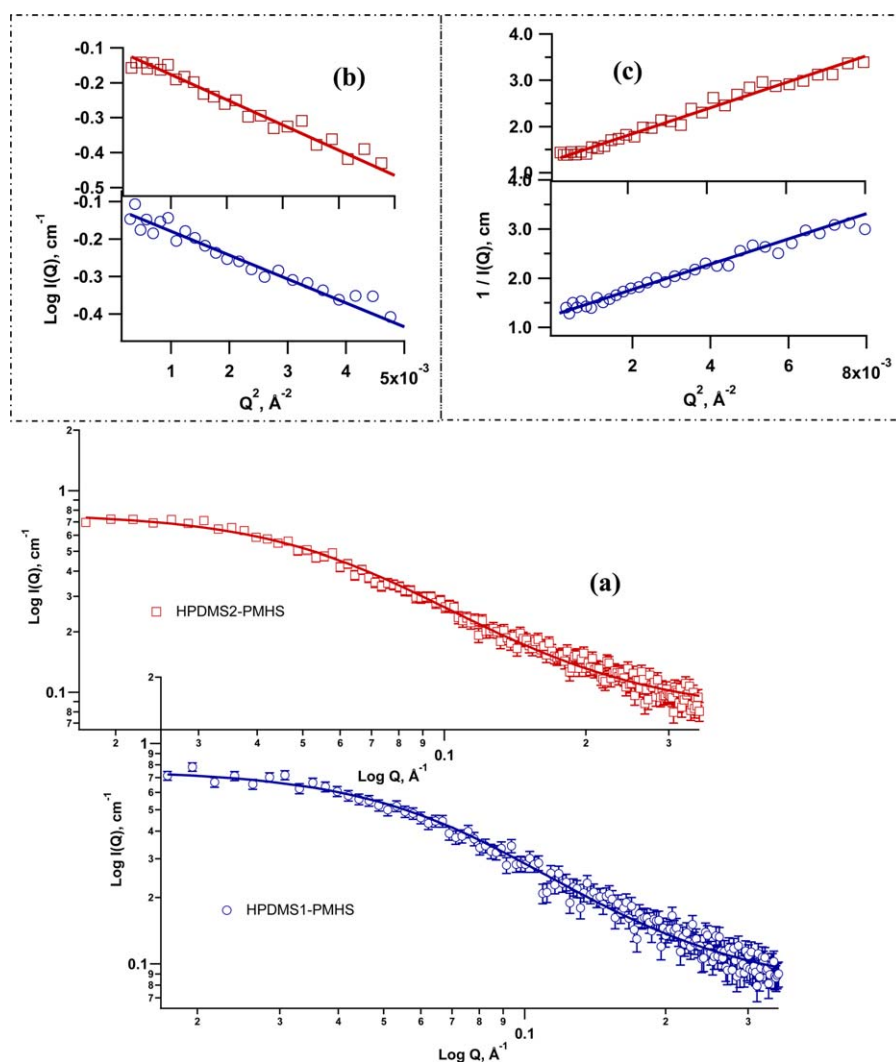 -0.1
-0.2
-0.3
-0.4
-0.5
(b)
-0.1
-0.2
-0.3
-0.4
Log I(Q), cm⁻¹
1 2 3 4 5x10⁻³
Q², Å⁻²
4.0
3.0
2.0
1.0
(c)
4.0
3.0
2.0
1.0
1 / I(Q), cm
2 4 6 8x10⁻³
Q², Å⁻²
2
1
9
8
7
6
5
4
3
2
0.1
9
8
7
Log I(Q), cm⁻¹
(a)
HPDMS2-PMHS
2 3 4 5 6 7 8 9 0.1 2 3
Log Q, Å⁻¹
2
1
9
8
7
6
5
4
3
2
0.1
9
8
7
Log I(Q), cm⁻¹
HPDMS1-PMHS
2 3 4 5 6 7 8 9 0.1 2 3
Log Q, Å⁻¹